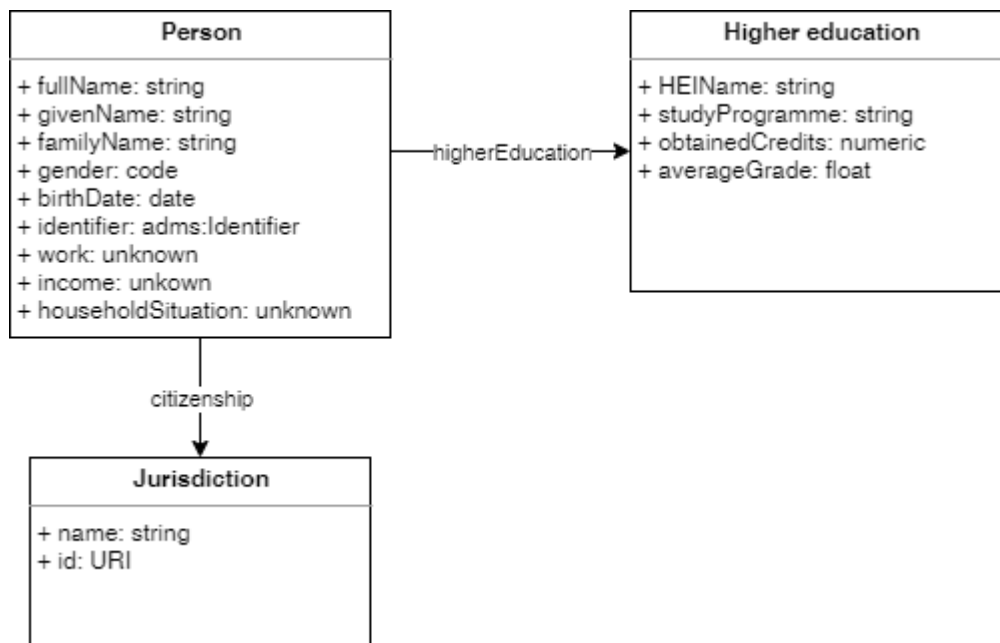 Person
+ fullName: string
+ givenName: string
+ familyName: string
+ gender: code
+ birthDate: date
+ identifier: adms:Identifier
+ work: unknown
+ income: unkown
+ householdSituation: unknown
higherEducation
Higher education
+ HEIName: string
+ studyProgramme: string
+ obtainedCredits: numeric
+ averageGrade: float
citizenship
Jurisdiction
+ name: string
+ id: URI